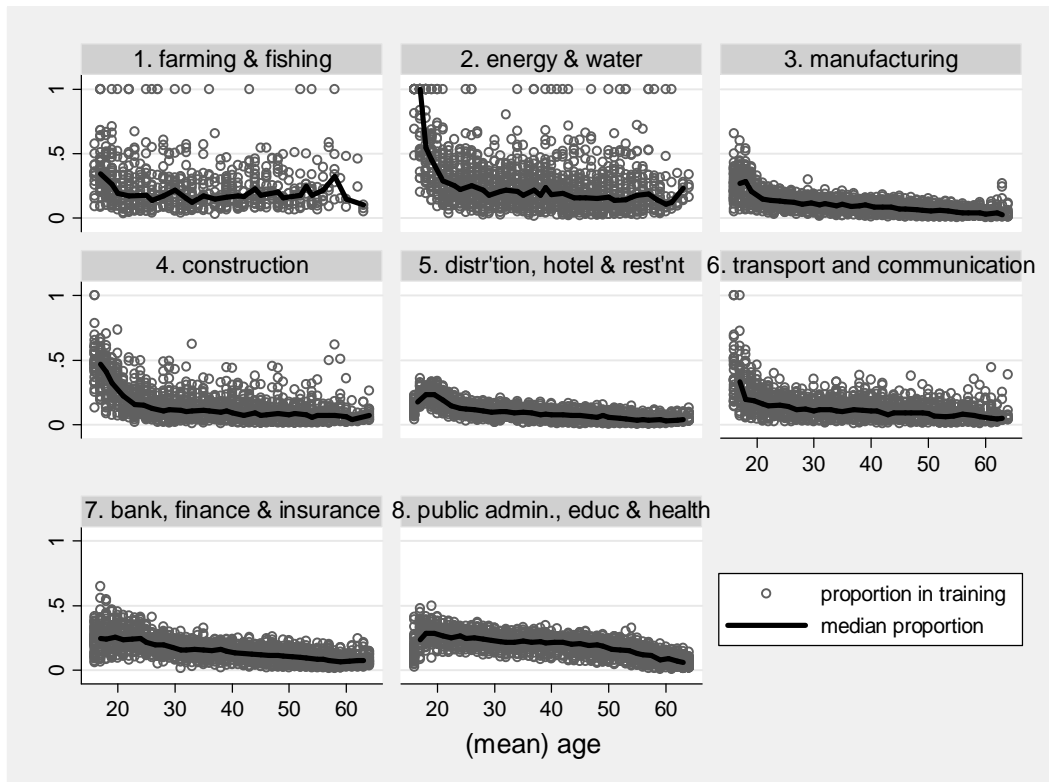 1. farming & fishing
2. energy & water
3. manufacturing
1
.5
0
4. construction
5. distr'tion, hotel & rest'nt
6. transport and communication
1
.5
0
20 30 40 50 60
7. bank, finance & insurance
8. public admin., educ & health
1
.5
0
20 30 40 50 60
20 30 40 50 60
proportion in training
median proportion
(mean) age